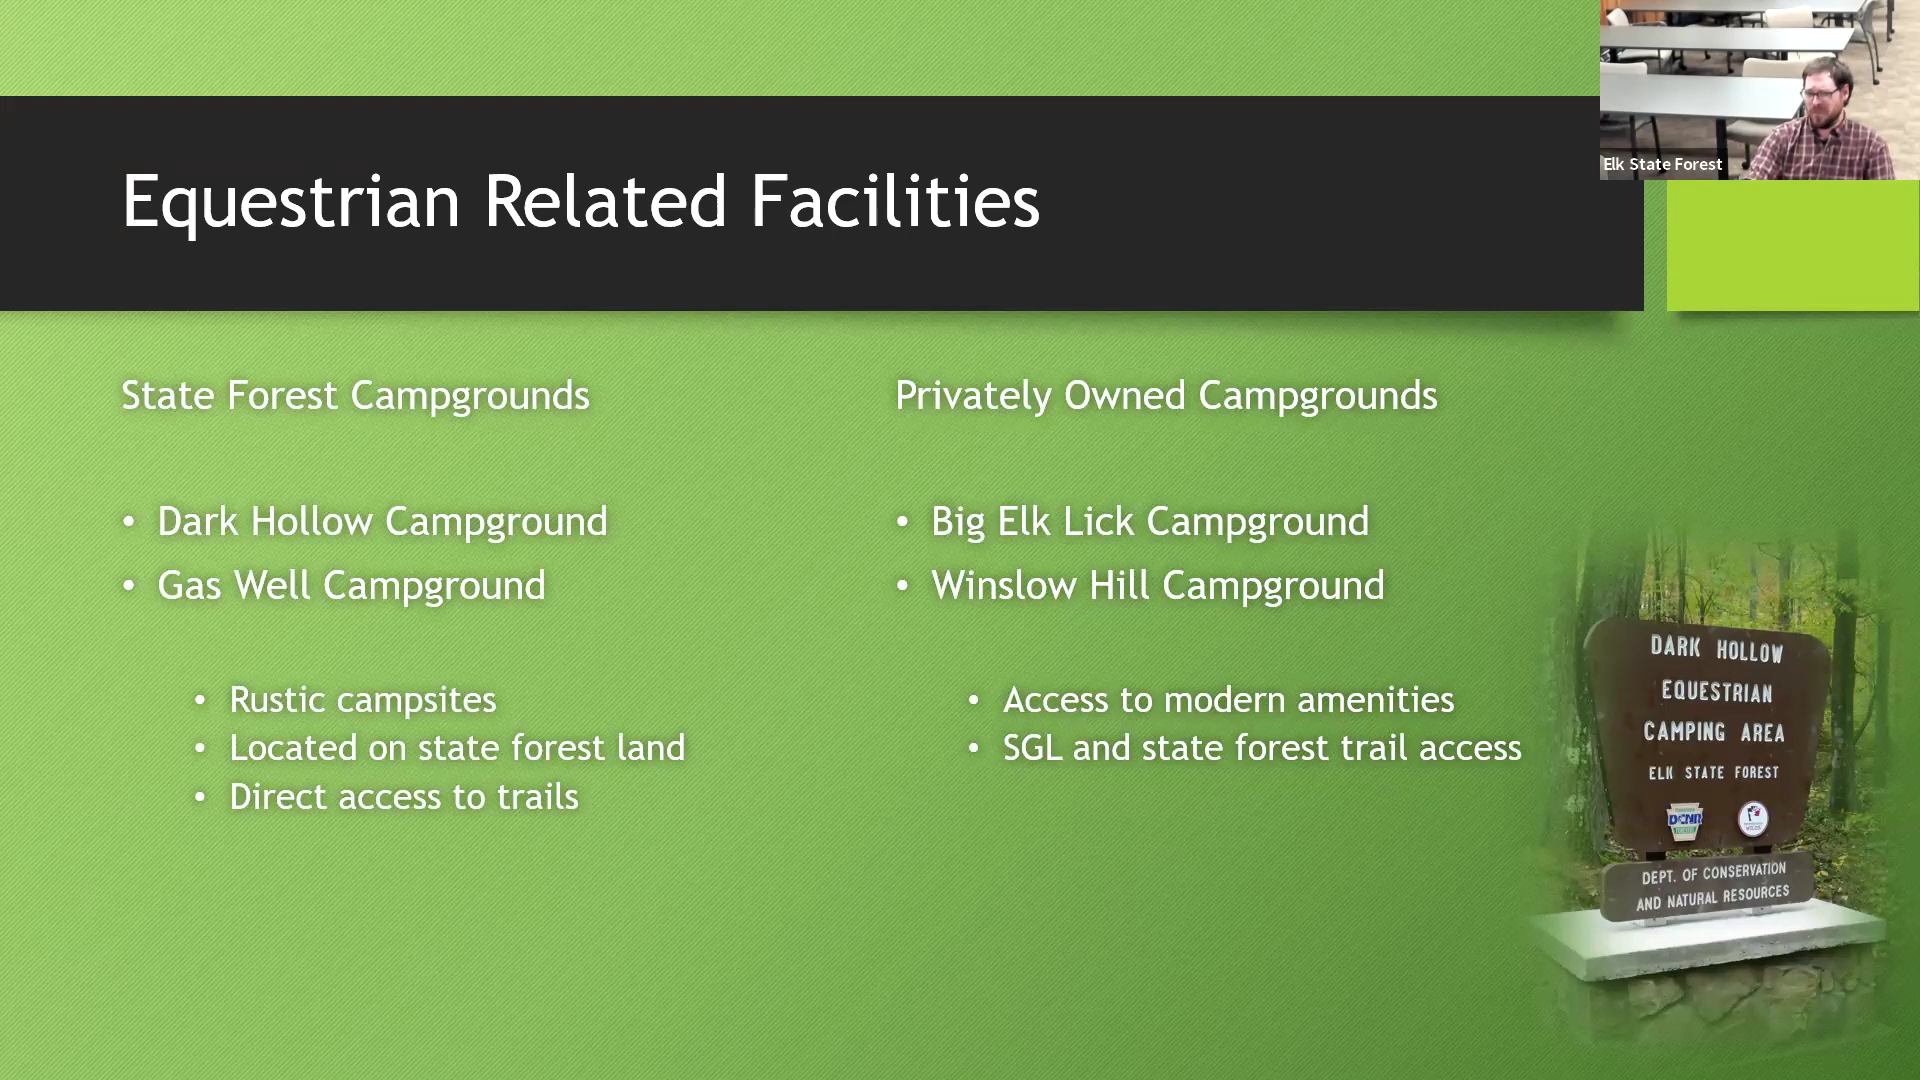 Elk State Forest
Equestrian Related Facilities
State Forest Campgrounds
• Dark Hollow Campground
• Gas Well Campground
• Rustic campsites
• Located on state forest land
• Direct access to trails
Privately Owned Campgrounds
• Big Elk Lick Campground
• Winslow Hill Campground
• Access to modern amenities
• SGL and state forest trail access
DARK HOLLOW
EQUESTRIAN
CAMPING AREA
ELK STATE FOREST
DCNR
DEPT. OF CONSERVATION
AND NATURAL RESOURCES